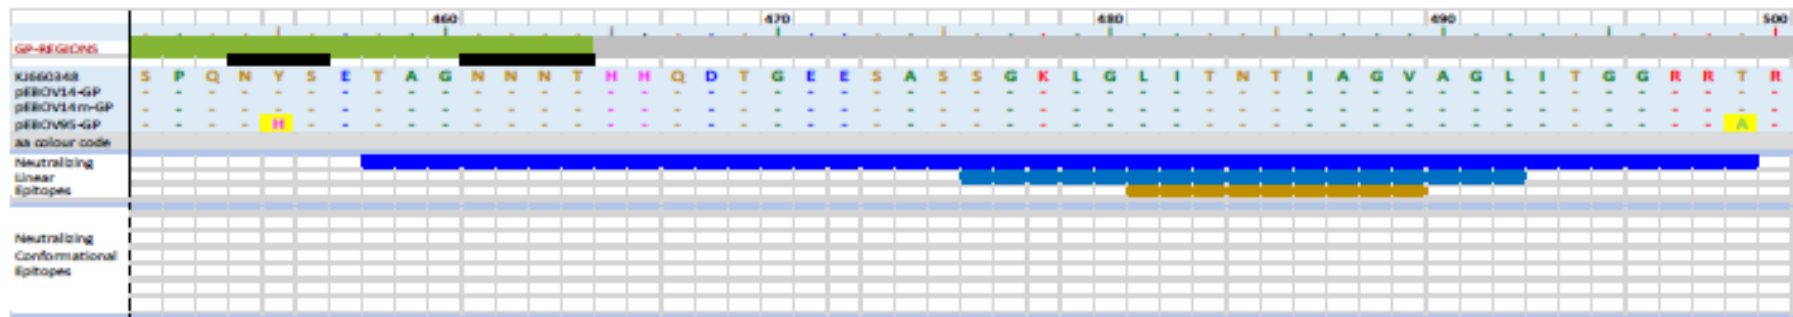 460 470 480 490 500
GP-REGIONS
KJ660348 S P Q N Y S E T A G N N N T H H Q D T G E E S A S S G K L G L I T N T I A G V A G L I T G G R R T R
pEBOV14-GP - - - - - - - - - - - - - - - - - - - - - - - - - - - - - - - - - - - - - - - - - - - - - - - - - -
pEBOV14m-GP - - - - - - - - - - - - - - - - - - - - - - - - - - - - - - - - - - - - - - - - - - - - - - - - - -
pEBOV95-GP - - - - H - - - - - - - - - - - - - - - - - - - - - - - - - - - - - - - - - - - - - - - - - - - A -
aa colour code
Neutralizing
Linear
Epitopes
Neutralizing
Conformational
Epitopes